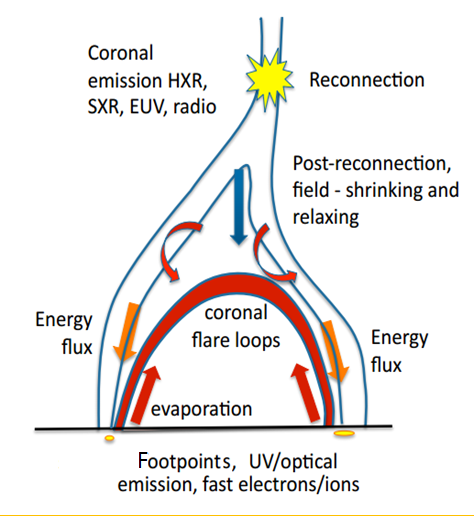 Coronal
emission HXR,
SXR, EUV, radio
Reconnection
Post-reconnection,
field - shrinking and
relaxing
Energy
flux
coronal
flare loops
Energy
flux
evaporation
Footpoints, UV/optical
emission, fast electrons/ions